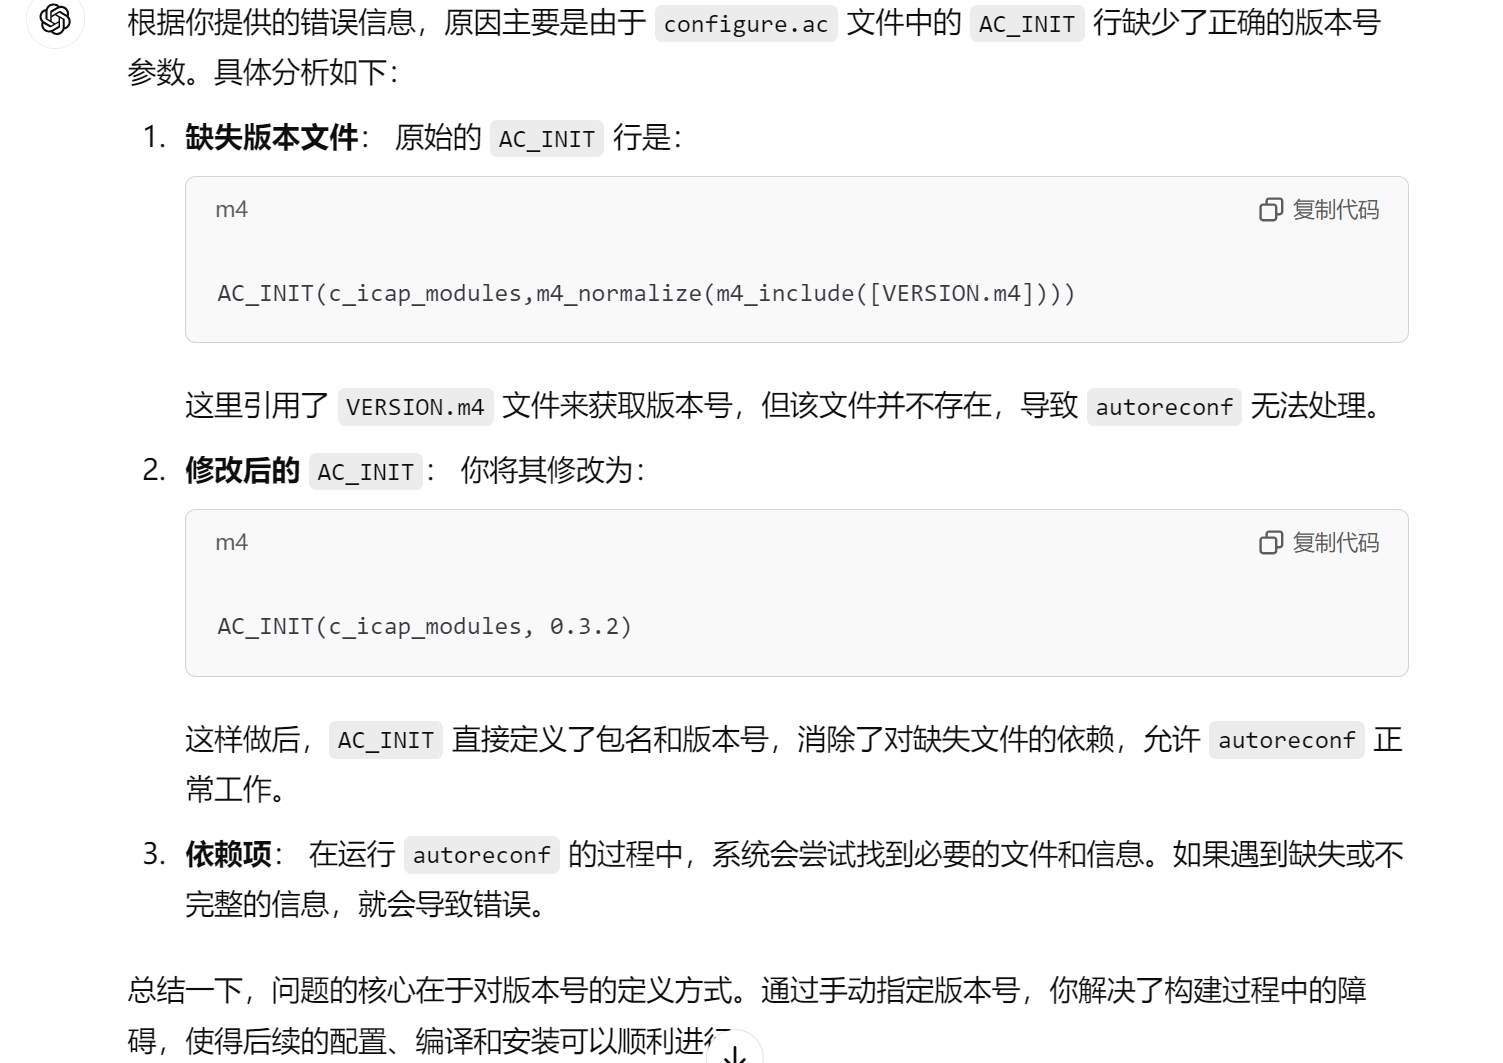 根据你提供的错误信息，原因主要是由于 configure.ac 文件中的 AC_INIT 行缺少了正确的版本号
参数。具体分析如下：
1. 缺失版本文件： 原始的 AC_INIT 行是：
m4 复制代码
AC_INIT(c_icap_modules,m4_normalize(m4_include([VERSION.m4])))
这里引用了 VERSION.m4 文件来获取版本号，但该文件并不存在，导致 autoreconf 无法处理。
2. 修改后的 AC_INIT： 你将其修改为：
m4 复制代码
AC_INIT(c_icap_modules, 0.3.2)
这样做后，AC_INIT 直接定义了包名和版本号，消除了对缺失文件的依赖，允许 autoreconf 正
常工作。
3. 依赖项： 在运行 autoreconf 的过程中，系统会尝试找到必要的文件和信息。如果遇到缺失或不
完整的信息，就会导致错误。
总结一下，问题的核心在于对版本号的定义方式。通过手动指定版本号，你解决了构建过程中的障
碍，使得后续的配置、编译和安装可以顺利进行